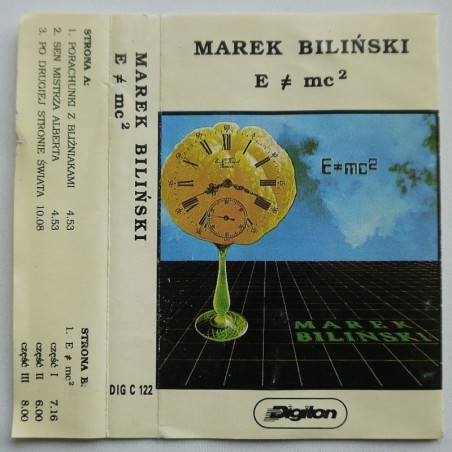 STRONA A:
1. PORACHUNKI Z BLIŹNIAKAMI 4.53
2. SEN MISTRZA ALBERTA 4.53
3. PO DRUGIEJ STRONIE ŚWIATA 10.08
STRONA B:
1. E ≠ mc²
część I 7.16
część II 6.00
część III 8.00
MAREK BILIŃSKI
E ≠ mc²
DIG C 122
MAREK BILIŃSKI
E ≠ mc²
E≠mc²
MAREK
BILIŃSKI
Digiton